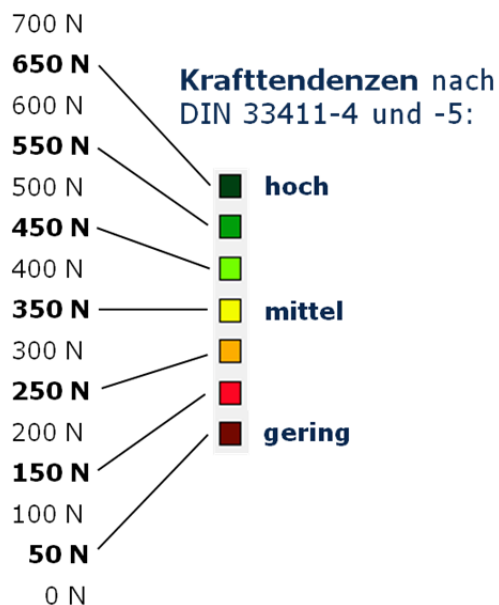 700 N
650 N
600 N
550 N
500 N
450 N
400 N
350 N
300 N
250 N
200 N
150 N
100 N
50 N
0 N
Krafttendenzen nach
DIN 33411-4 und -5:
hoch
mittel
gering